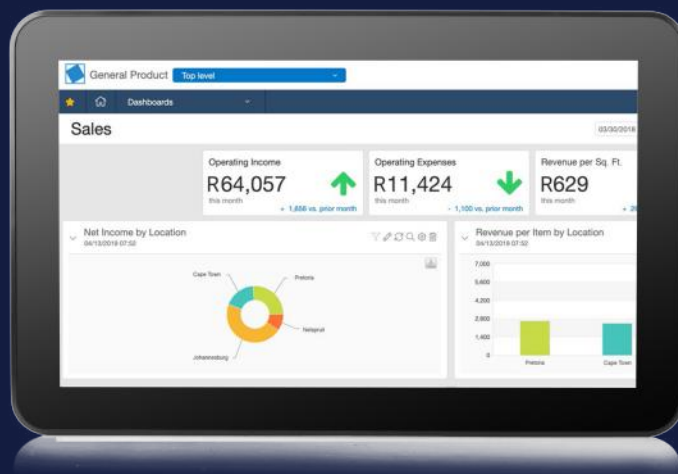 General Product Top level
Dashboards
Sales
03/30/2018
Operating Income
R64,057
this month
+ 1,656 vs. prior month
Operating Expenses
R11,424
this month
- 1,100 vs. prior month
Revenue per Sq. Ft.
R629
this month
Net Income by Location
04/13/2018 07:52
Cape Town
Pretoria
Nelspruit
Johannesburg
Revenue per Item by Location
04/13/2018 07:52
7,000
5,600
4,200
2,800
1,400
0
Pretoria
Cape Town